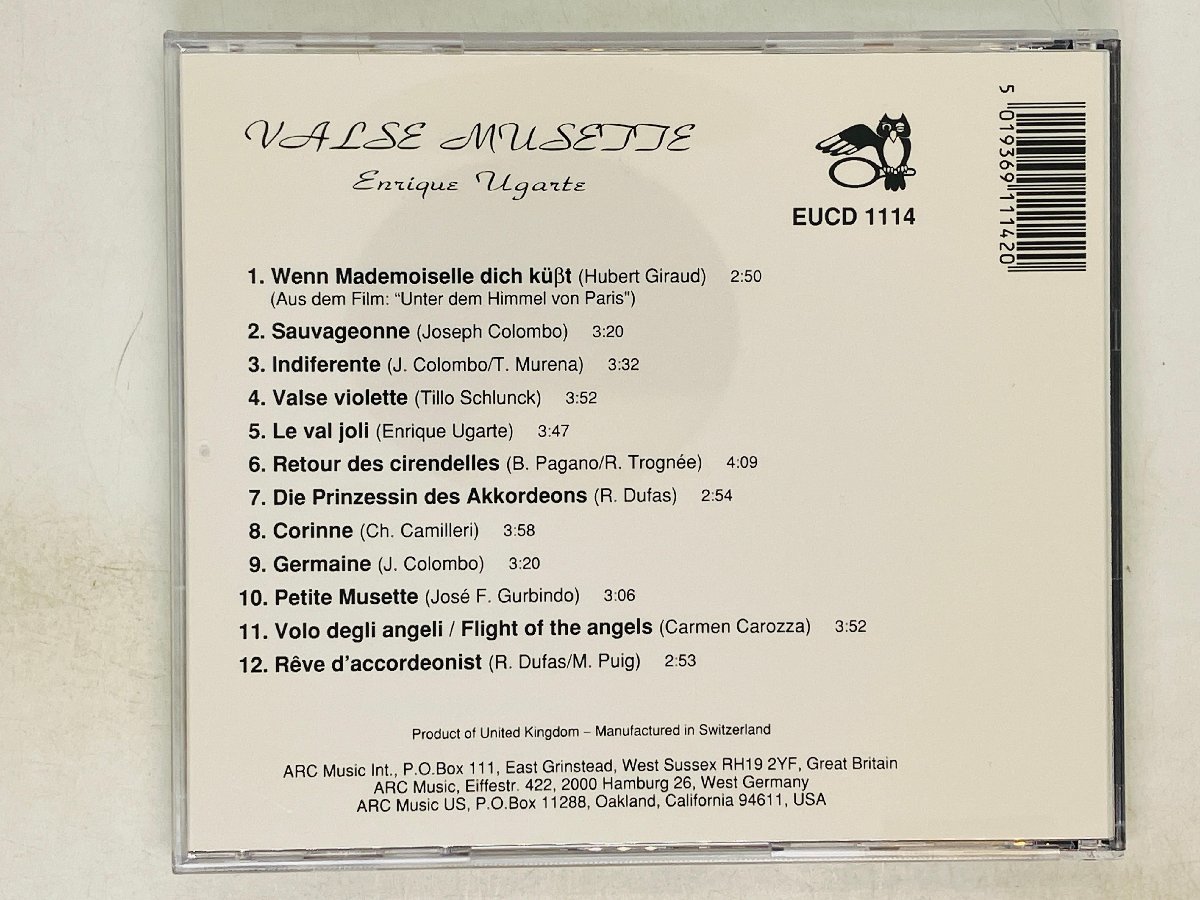 VALSE MUSETTE
Enrique Ugarte
EUCD 1114
5 019369 111420
1. Wenn Mademoiselle dich küßt (Hubert Giraud) 2:50
(Aus dem Film: “Unter dem Himmel von Paris”)
2. Sauvageonne (Joseph Colombo) 3:20
3. Indiferente (J. Colombo/T. Murena) 3:32
4. Valse violette (Tillo Schlunck) 3:52
5. Le val joli (Enrique Ugarte) 3:47
6. Retour des cirendelles (B. Pagano/R. Trognée) 4:09
7. Die Prinzessin des Akkordeons (R. Dufas) 2:54
8. Corinne (Ch. Camilleri) 3:58
9. Germaine (J. Colombo) 3:20
10. Petite Musette (José F. Gurbindo) 3:06
11. Volo degli angeli / Flight of the angels (Carmen Carozza) 3:52
12. Rêve d’accordeonist (R. Dufas/M. Puig) 2:53
Product of United Kingdom – Manufactured in Switzerland
ARC Music Int., P.O.Box 111, East Grinstead, West Sussex RH19 2YF, Great Britain
ARC Music, Eiffestr. 422, 2000 Hamburg 26, West Germany
ARC Music US, P.O.Box 11288, Oakland, California 94611, USA